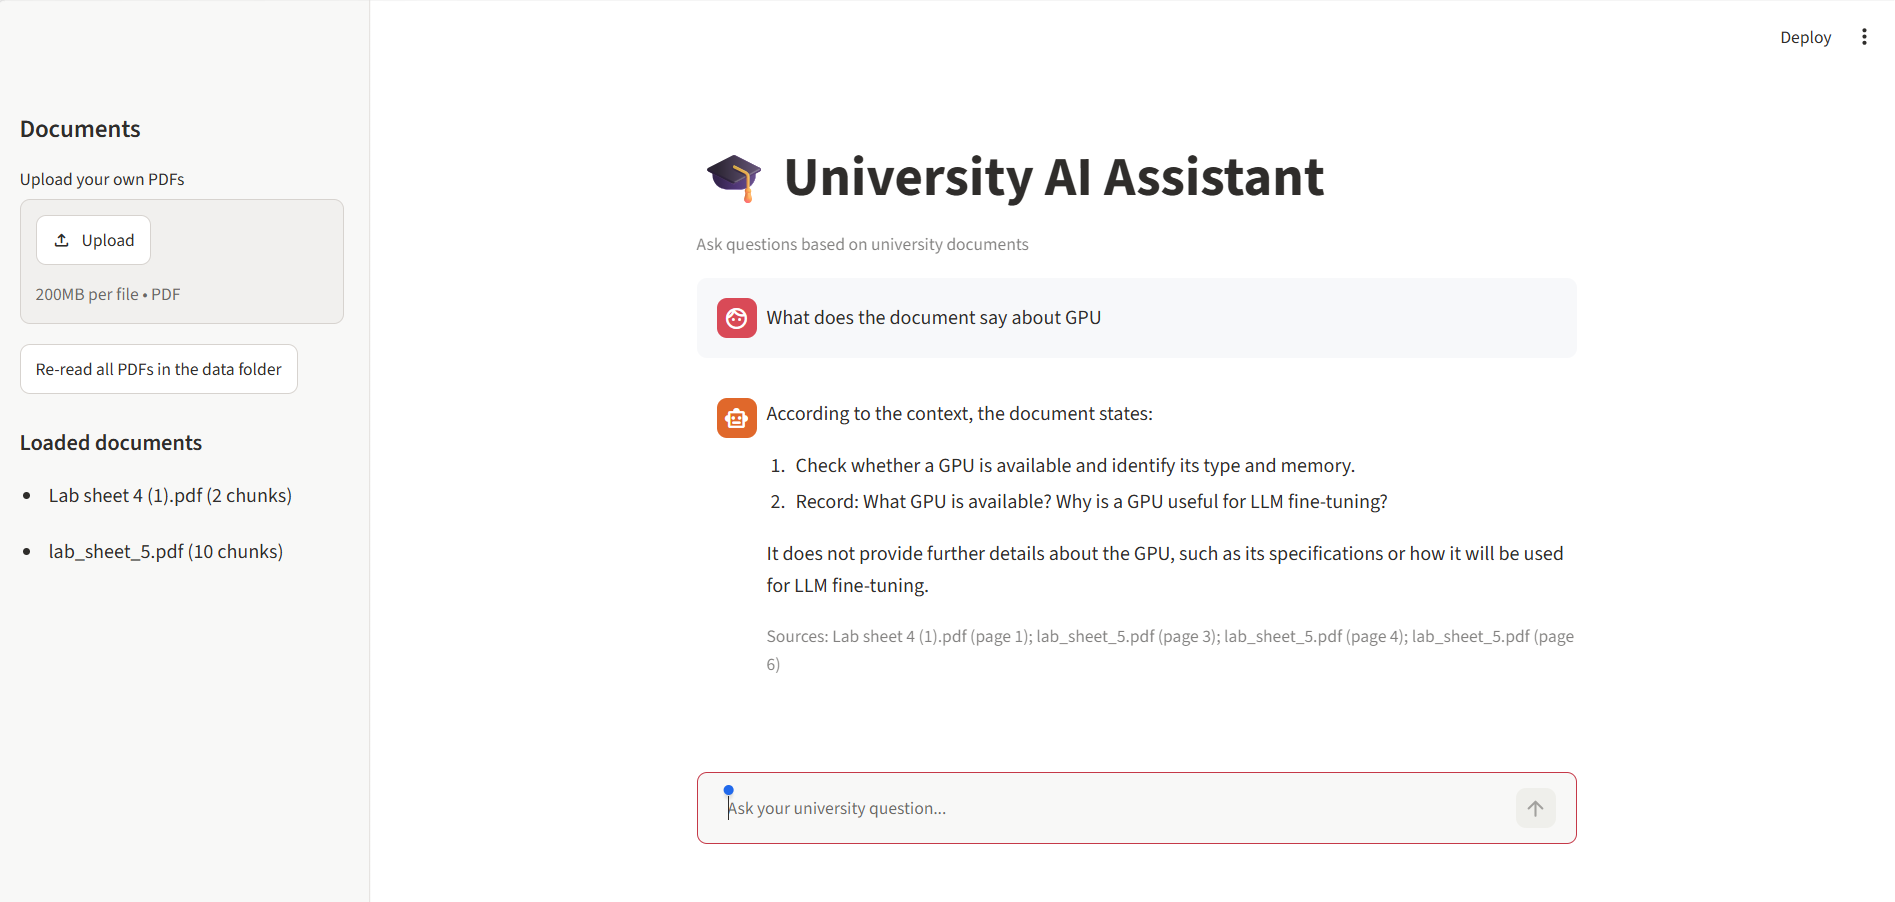 Deploy
Documents
Upload your own PDFs
Upload
200MB per file • PDF
Re-read all PDFs in the data folder
Loaded documents
• Lab sheet 4 (1).pdf (2 chunks)
• lab_sheet_5.pdf (10 chunks)
University AI Assistant
Ask questions based on university documents
What does the document say about GPU
According to the context, the document states:
1. Check whether a GPU is available and identify its type and memory.
2. Record: What GPU is available? Why is a GPU useful for LLM fine-tuning?
It does not provide further details about the GPU, such as its specifications or how it will be used
for LLM fine-tuning.
Sources: Lab sheet 4 (1).pdf (page 1); lab_sheet_5.pdf (page 3); lab_sheet_5.pdf (page 4); lab_sheet_5.pdf (page
6)
Ask your university question...